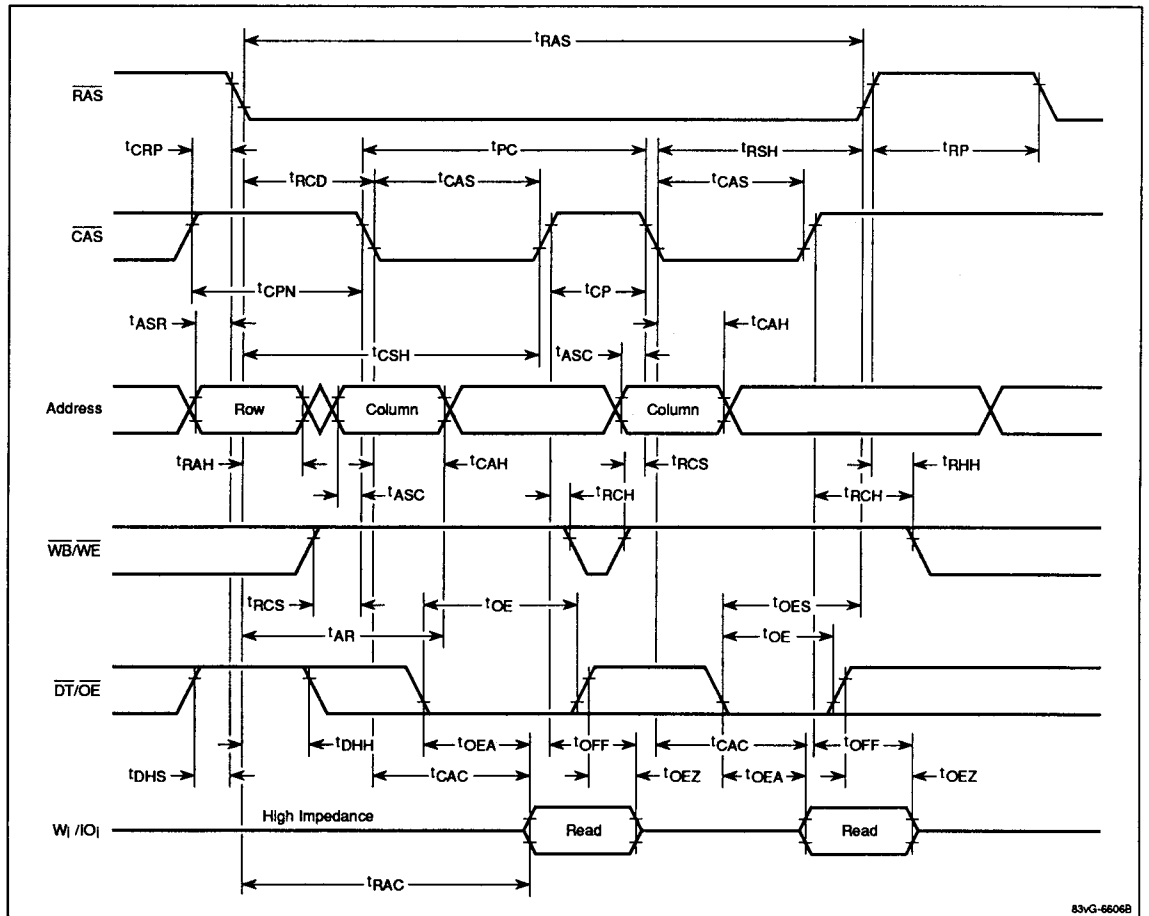 tRAS
RAS
tCRP
tPC
tRSH
tRP
tRCD
tCAS
tCAS
CAS
tCPN
tCP
tASR
tCAH
tCSH
tASC
Address
Row
Column
Column
tRAH
tCAH
tRCS
tRHH
tASC
tRCH
tRCH
WB/WE
tRCS
tOE
tOES
tAR
tOE
DT/OE
tDHH
tOEA
tOFF
tCAC
tOFF
tDHS
tCAC
tOEZ
tOEA
tOEZ
High Impedance
Wi /IOi
Read
Read
tRAC
83vG-6606B